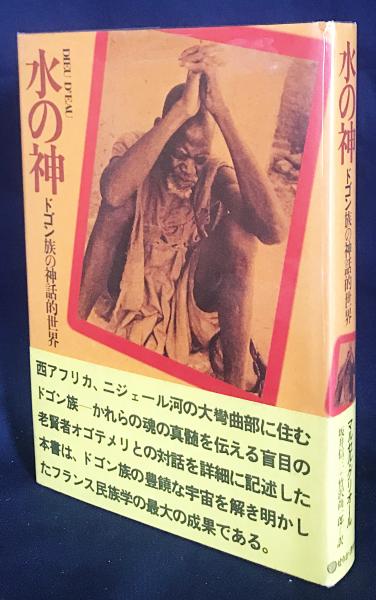 DIEU D'EAU
水の神
ドゴン族の神話的世界
西アフリカ、ニジェール河の大彎曲部に住む
ドゴン族―かれらの魂の真髄を伝える盲目の
老賢者オゴテメリとの対話を詳細に記述した
本書は、ドゴン族の豊饒な宇宙を解き明かし
たフランス民族学の最大の成果である。
水の神
ドゴン族の神話的世界
マルセル・グリオール
坂井信三・竹沢尚一郎 訳
せりか書房